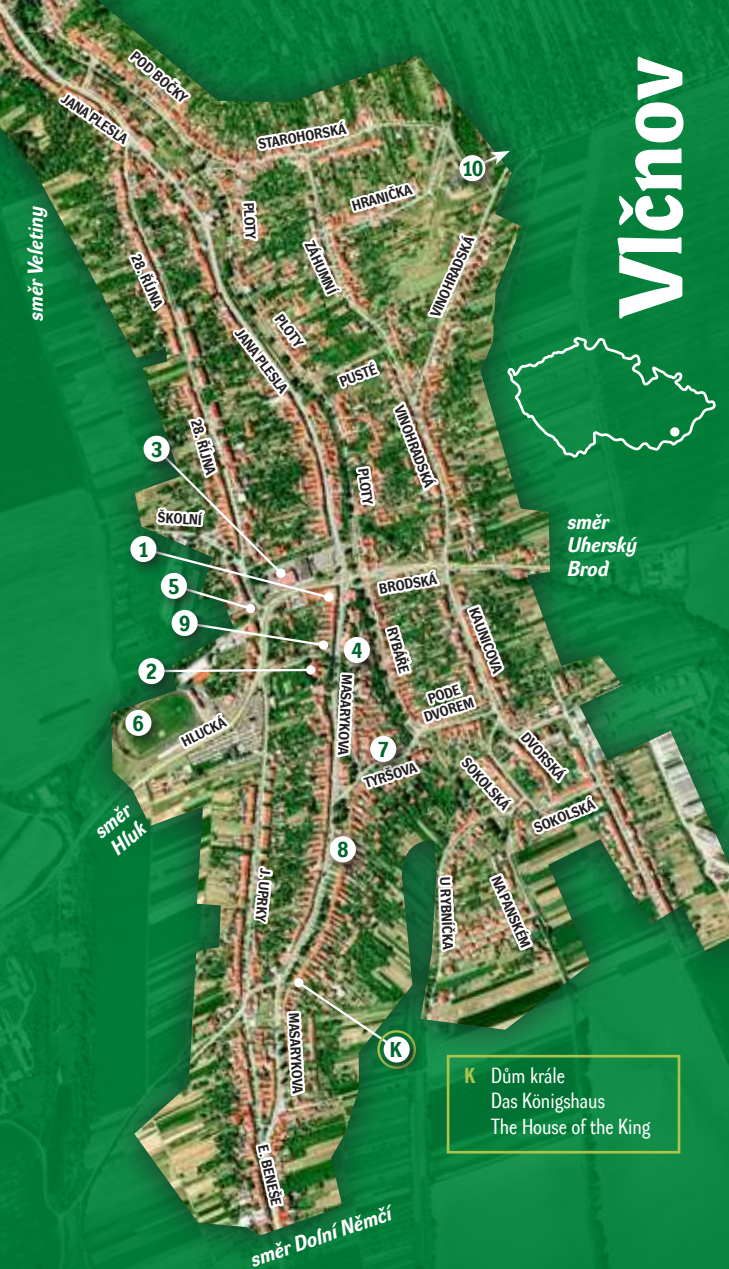 Vlčnov
POD BOČKY
JANA PLESLA
STAROHORSKÁ
10
HRANIČKA
PLOTY
směr Veletiny
28. ŘÍJNA
ZÁHUMNÍ
VINOHRADSKÁ
PLOTY
JANA PLESLA
PUSTÉ
28. ŘÍJNA
VINOHRADSKÁ
3
PLOTY
ŠKOLNÍ
směr
Uherský
Brod
1
5
BRODSKÁ
9
KAUNICOVA
RYBÁŘE
4
2
MASARYKOVA
PODE
DVOREM
6
HLUCKÁ
7
DVORSKÁ
TYRŠOVA
SOKOLSKÁ
SOKOLSKÁ
směr
Hluk
8
J. UPRKY
U RYBNÍČKA
NA PANSKÉM
MASARYKOVA
K
K Dům krále
Das Königshaus
The House of the King
E. BENEŠE
směr Dolní Němčí